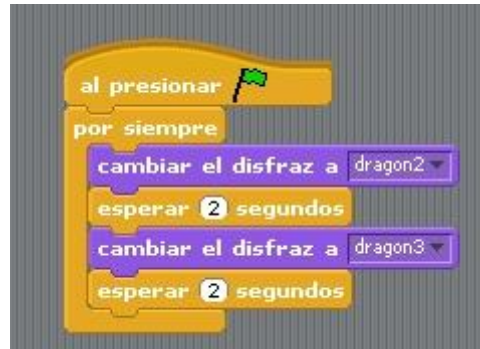 al presionar
por siempre
cambiar el disfraz a dragon2
esperar 2 segundos
cambiar el disfraz a dragon3
esperar 2 segundos